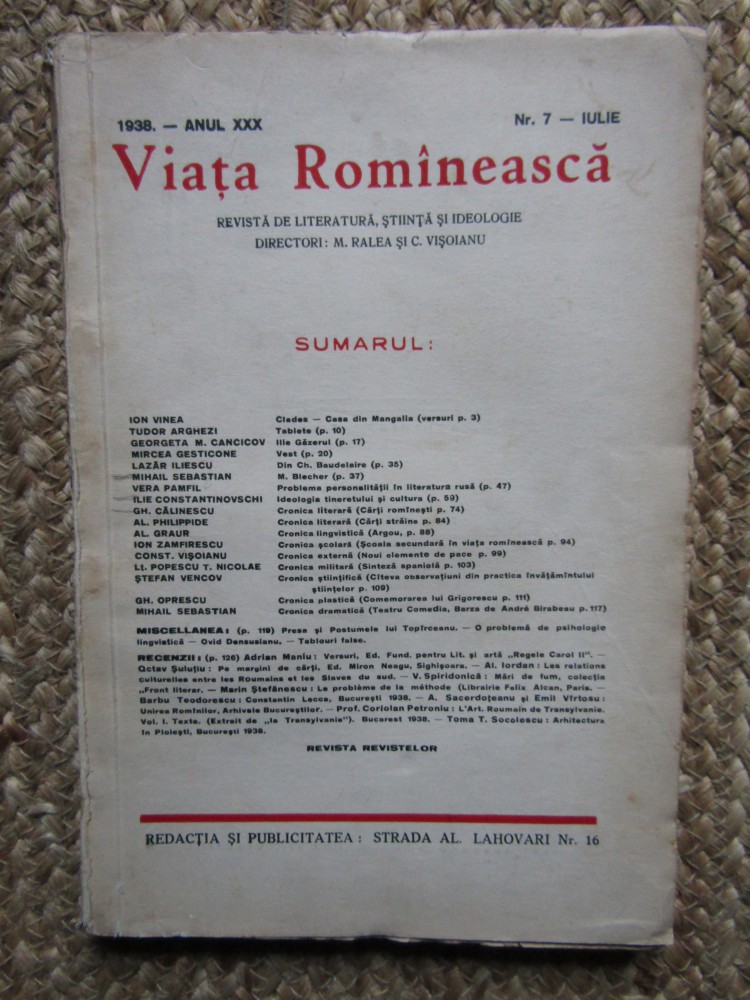 1938. — ANUL XXX
Nr. 7 — IULIE
Viața Romînească
REVISTĂ DE LITERATURĂ, ȘTIINȚĂ ȘI IDEOLOGIE
DIRECTORI: M. RALEA ȘI C. VIȘOIANU
SUMARUL:
ION VINEA Clades — Casa din Mangalia (versuri p. 3)
TUDOR ARGHEZI Tablete (p. 10)
GEORGETA M. CANCICOV Ilie Găzerul (p. 17)
MIRCEA GESTICONE Vest (p. 20)
LAZĂR ILIESCU Din Ch. Baudelaire (p. 35)
MIHAIL SEBASTIAN M. Blecher (p. 37)
VERA PAMFIL Problema personalității în literatura rusă (p. 47)
ILIE CONSTANTINOVSCHI Ideologia tineretului și cultura (p. 59)
GH. CĂLINESCU Cronica literară (Cărți romînești p. 74)
AL. PHILIPPIDE Cronica literară (Cărți străine p. 84)
AL. GRAUR Cronica lingvistică (Argou, p. 88)
ION ZAMFIRESCU Cronica școlară (Școala secundară în viața romînească p. 94)
CONST. VIȘOIANU Cronica externă (Noui elemente de pace p. 99)
Lt. POPESCU T. NICOLAE Cronica militară (Sinteză spaniolă p. 103)
ȘTEFAN VENCOV Cronica științifică (Cîteva observațiuni din practica învățămîntului
științelor p. 109)
GH. OPRESCU Cronica plastică (Comemorarea lui Grigorescu p. 111)
MIHAIL SEBASTIAN Cronica dramatică (Teatru Comedia, Barza de André Birabeau p.117)
MISCELLANEA: (p. 119) Prese și Postumele lui Topîrceanu. — O problemă de psihologie
lingvistică — Ovid Densusianu. — Tablouri false.
RECENZII: (p. 126) Adrian Maniu: Versuri, Ed. Fund. pentru Lit. și artă „Regele Carol II". —
Octav Șuluțiu: Pe margini de cărți, Ed. Miron Neagu, Sighișoara. — Al. Iordan: Les relations
culturelles entre les Roumains et les Slaves du sud. — V. Spiridonică: Mări de fum, colecția
„Front literar. — Marin Ștefănescu: Le problème de la méthode (Librairie Felix Alcan, Paris. —
Barbu Teodorescu: Constantin Lecca, București 1938. — A. Sacerdoțeanu și Emil Vîrtosu:
Unirea Romînilor, Arhivele Bucureștilor. — Prof. Coriolan Petroniu: L'Art. Roumain de Transylvanie.
Vol. I. Texte. (Extrait de „la Transylvanie"). Bucarest 1938. — Toma T. Socolescu: Arhitectura
în Ploiești, București 1938.
REVISTA REVISTELOR
REDACȚIA ȘI PUBLICITATEA: STRADA AL. LAHOVARI Nr. 16